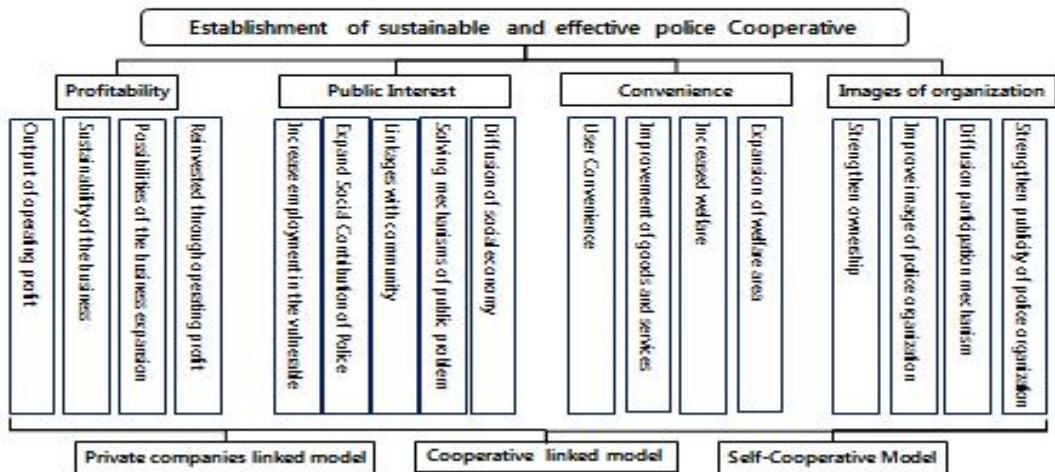 Establishment of sustainable and effective police Cooperative
Profitability
Public Interest
Convenience
Images of organization
Output of operating profit
Sustainability of the business
Possibilities of the business expansion
Reinvested through operating profit
Increase employment in the vulnerable
Expand Social Contribution of Police
Linkages with community
Solving mechanisms of public problem
Diffusion of social economy
User Convenience
Improvement of goods and services
Increased welfare
Expansion of welfare area
Strengthen ownership
Improve image of police organization
Diffusion participation mechanism
Strengthen publicity of police organization
Private companies linked model
Cooperative linked model
Self-Cooperative Model